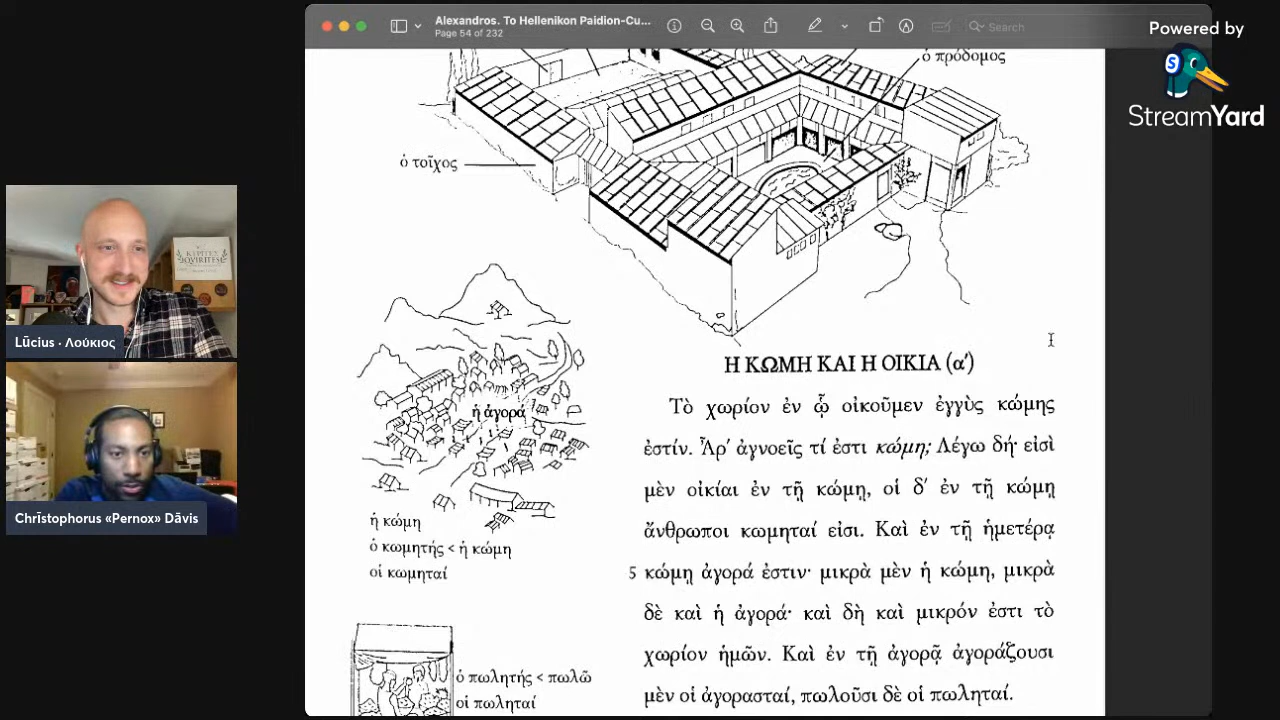 Alexandros. To Hellenikon Paidion-Cu...
Page 54 of 232
Search
Powered by
StreamYard
ὁ πρόδομος
ὁ τοῖχος
ἡ ἀγορά
ἡ κώμη
ὁ κωμητής < ἡ κώμη
οἱ κωμηταί
ὁ πωλητής < πωλῶ
οἱ πωληταί
Η ΚΩΜΗ ΚΑΙ Η ΟΙΚΙΑ (α′)
Τὸ χωρίον ἐν ᾧ οἰκοῦμεν ἐγγὺς κώμης
ἐστίν. Ἆρ' ἀγνοεῖς τί ἐστι κώμη; Λέγω δή· εἰσὶ
μὲν οἰκίαι ἐν τῇ κώμῃ, οἱ δ' ἐν τῇ κώμῃ
ἄνθρωποι κωμηταί εἰσι. Καὶ ἐν τῇ ἡμετέρᾳ
5 κώμῃ ἀγορά ἐστιν· μικρὰ μὲν ἡ κώμη, μικρὰ
δὲ καὶ ἡ ἀγορά· καὶ δὴ καὶ μικρόν ἐστι τὸ
χωρίον ἡμῶν. Καὶ ἐν τῇ ἀγορᾷ ἀγοράζουσι
μὲν οἱ ἀγορασταί, πωλοῦσι δὲ οἱ πωληταί.
Lūcius · Λούκιος
Chrīstophorus «Pernox» Dāvis
ΚΥΡΙΤΕΣ
QVIRITES